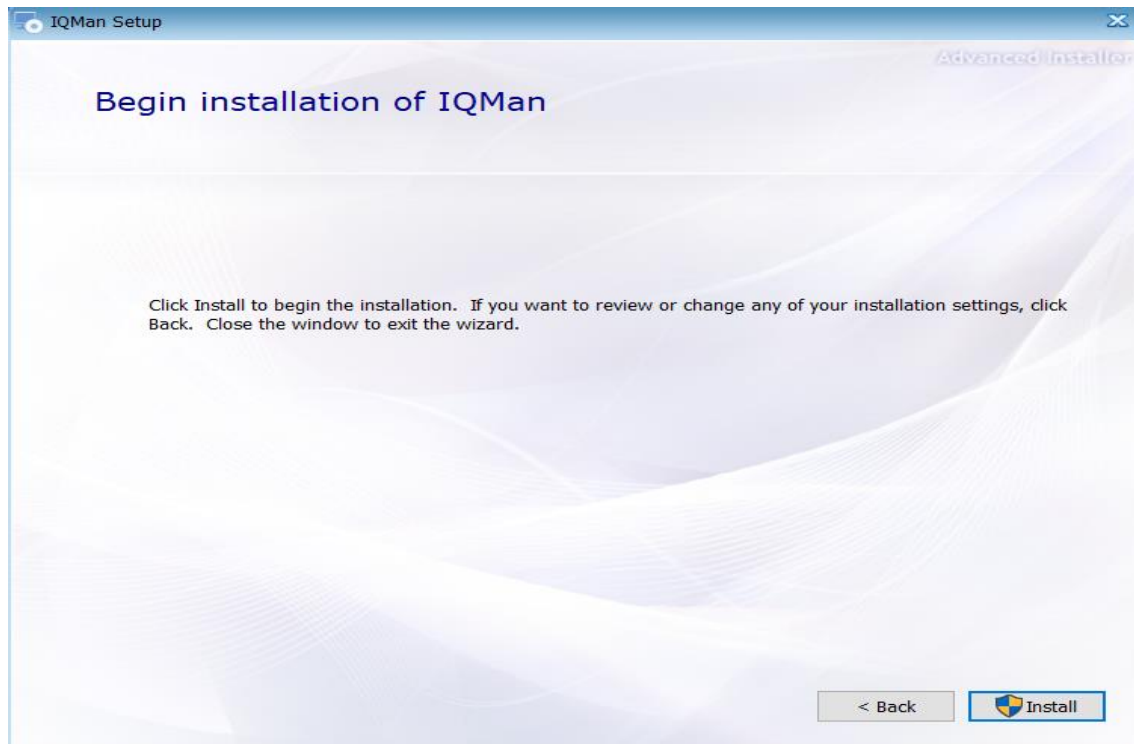 IQMan Setup
Advanced Installer
Begin installation of IQMan
Click Install to begin the installation.  If you want to review or change any of your installation settings, click
Back.  Close the window to exit the wizard.
< Back
Install